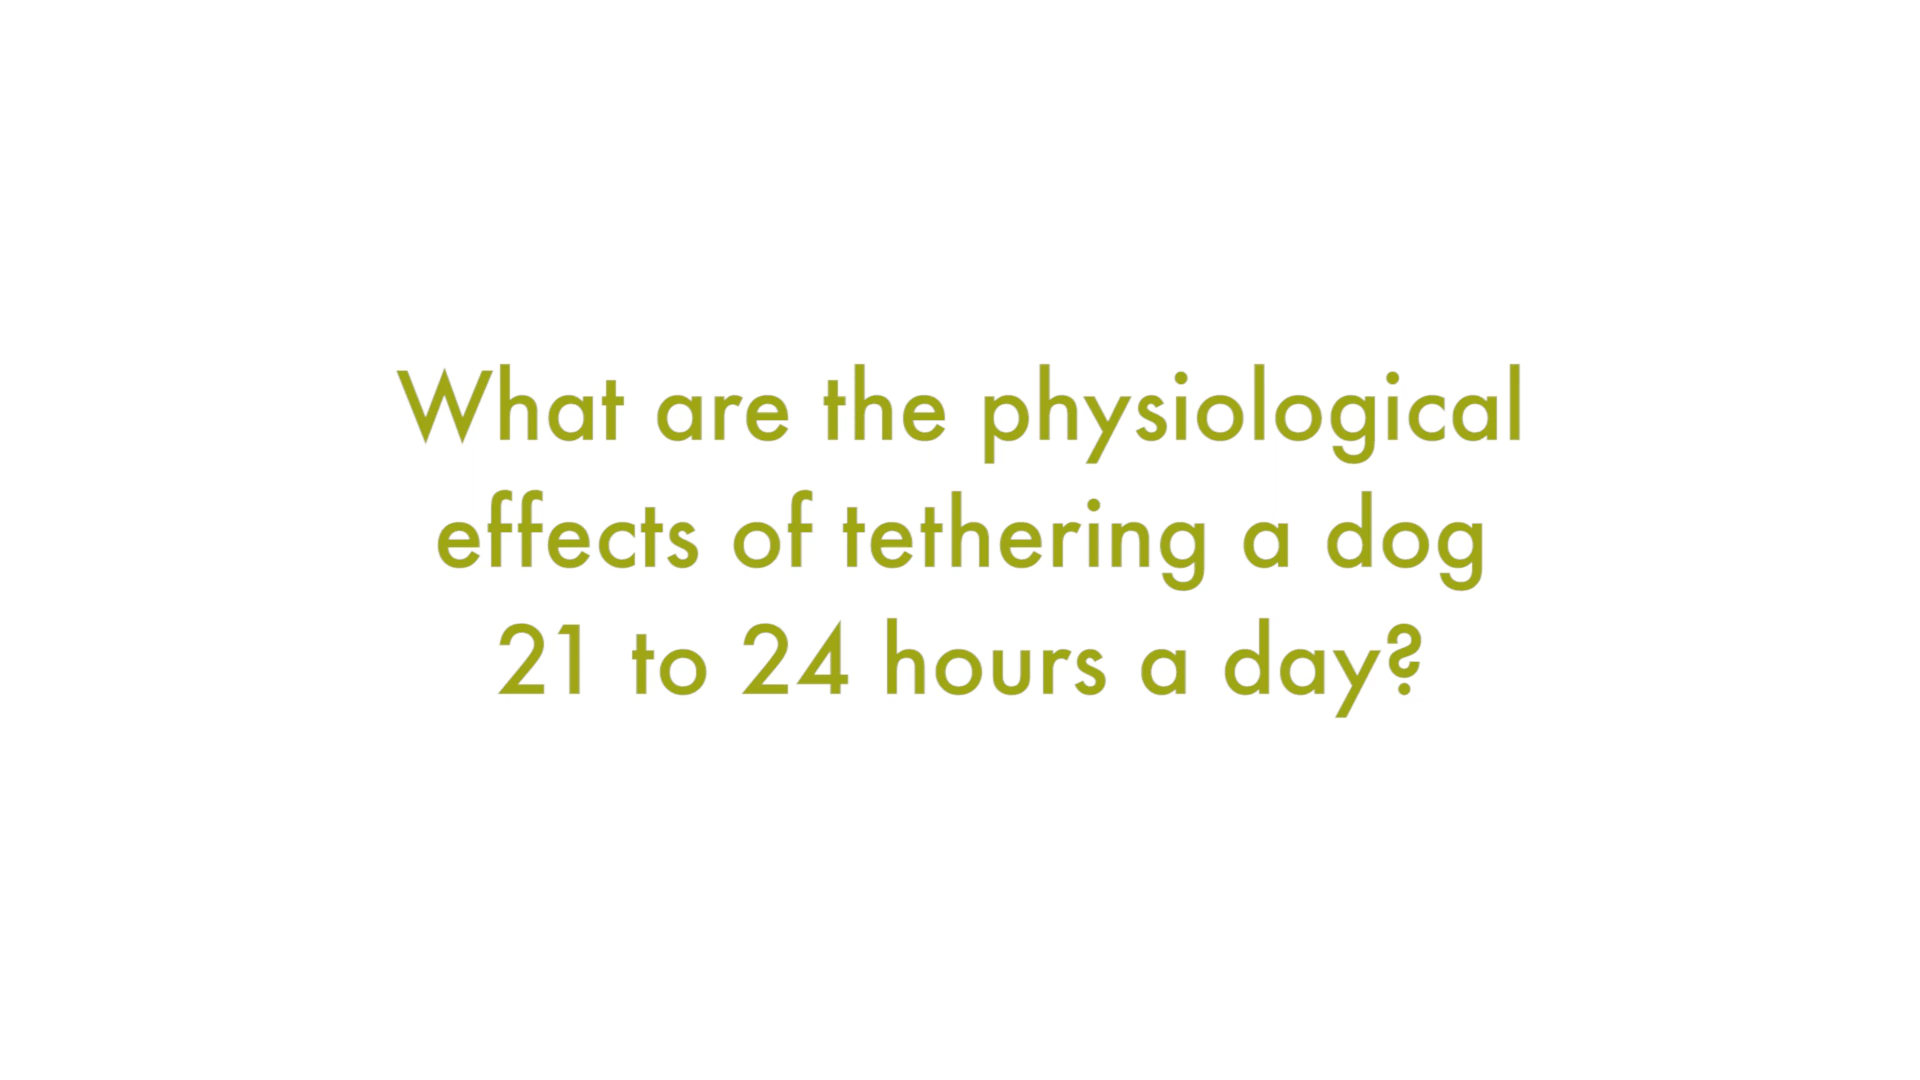 What are the physiological
effects of tethering a dog
21 to 24 hours a day?